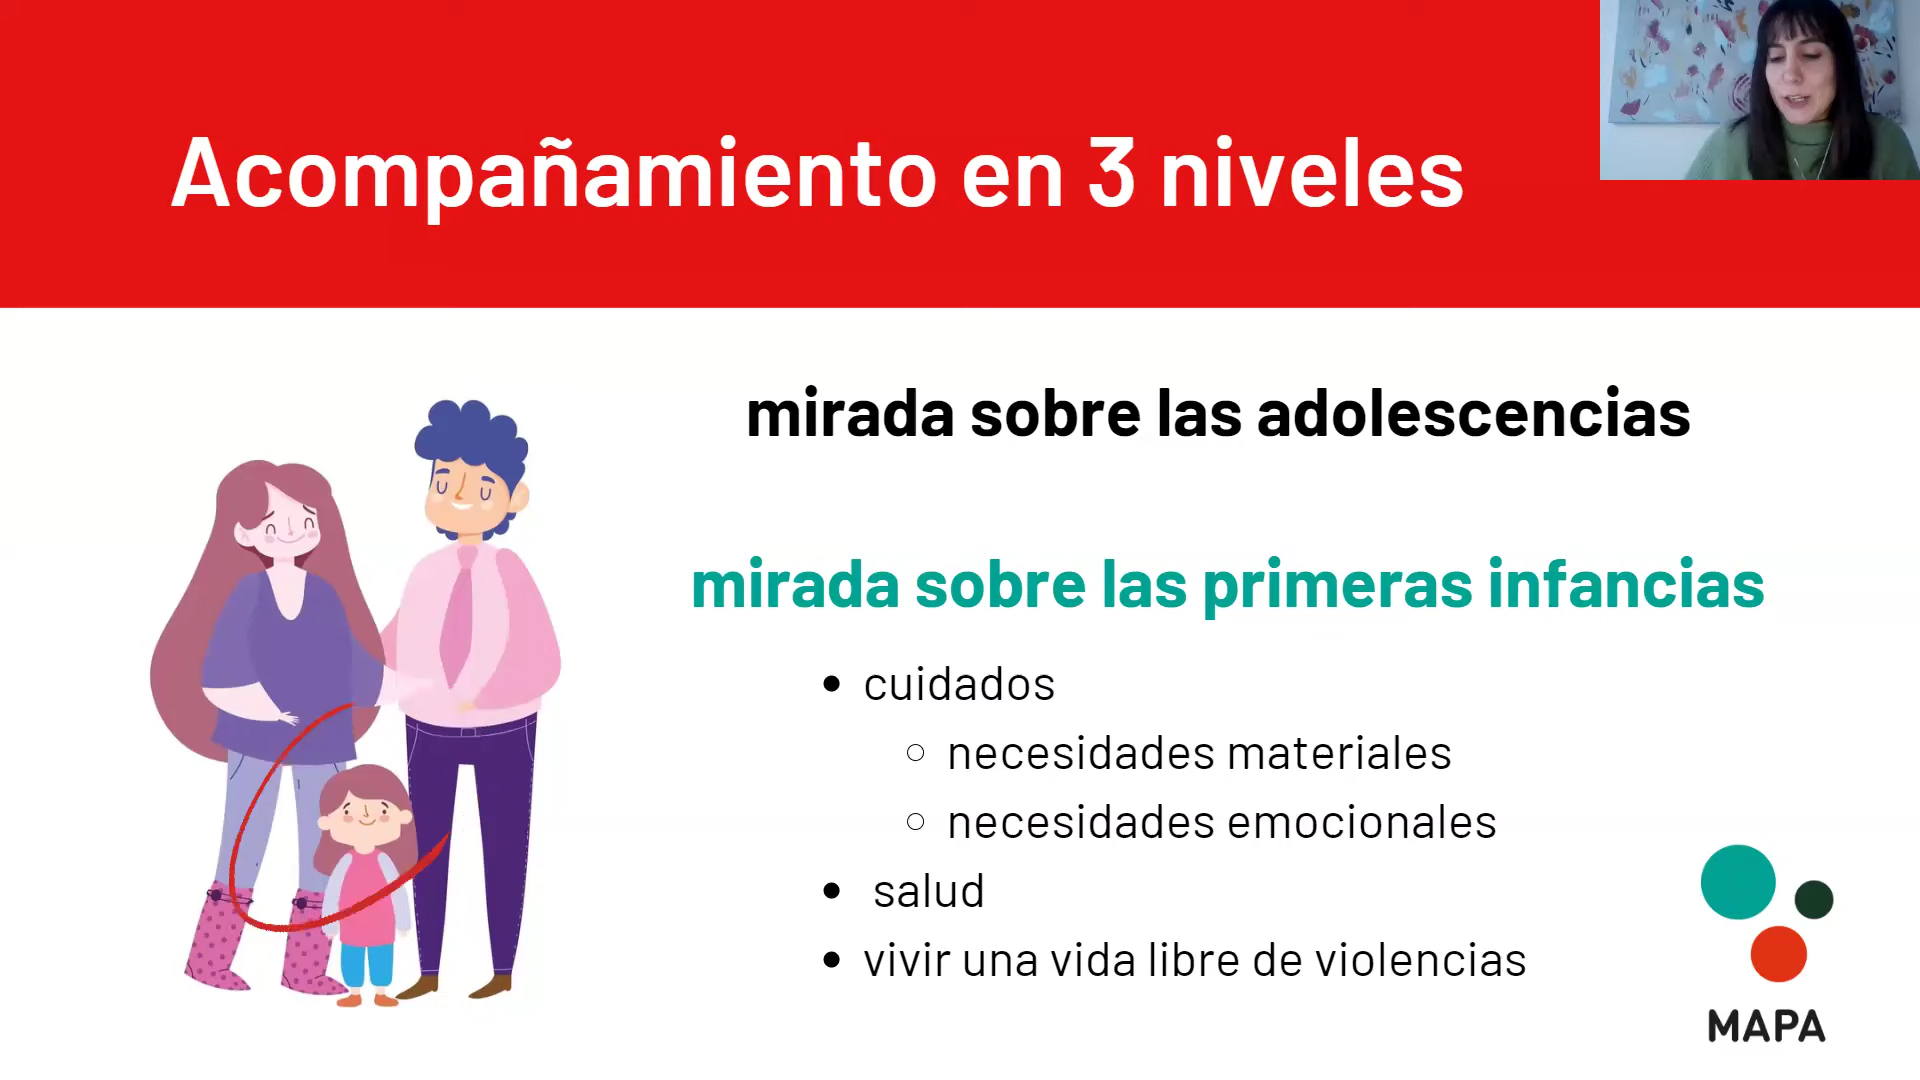 Acompañamiento en 3 niveles
mirada sobre las adolescencias
mirada sobre las primeras infancias
cuidados
necesidades materiales
necesidades emocionales
salud
vivir una vida libre de violencias
MAPA